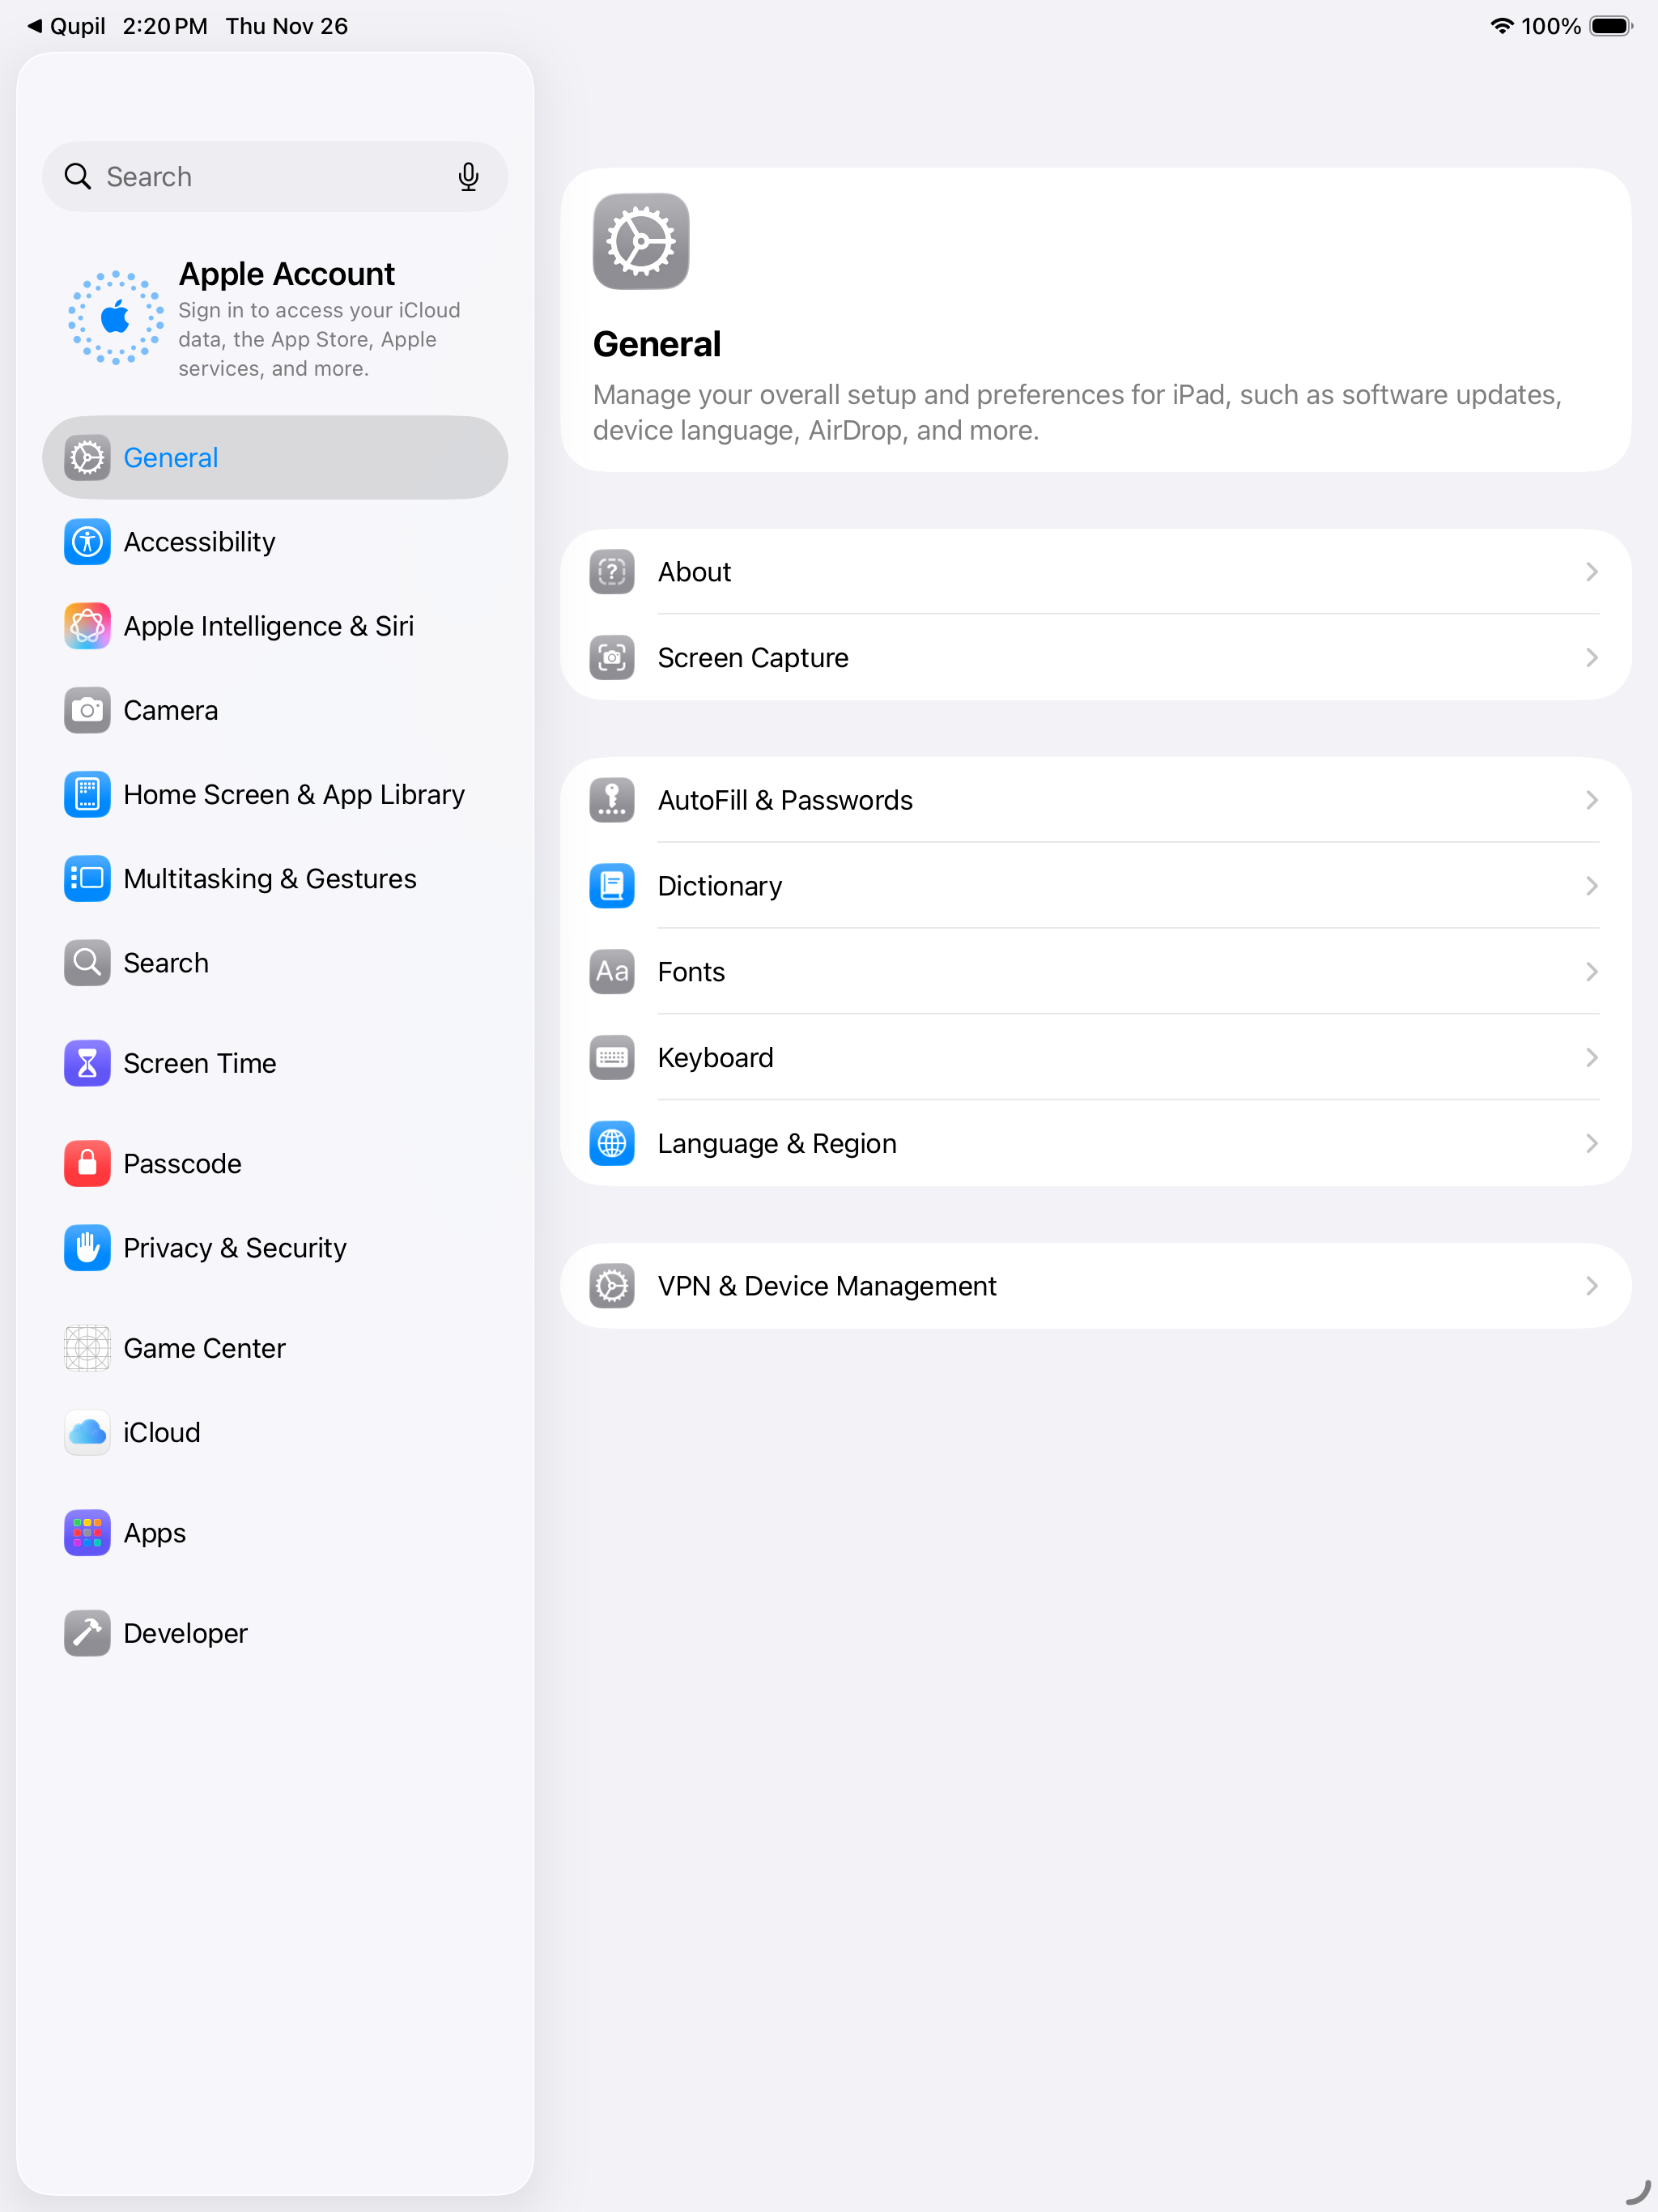 ◀ Qupil 2:20 PM Thu Nov 26
100%
Search
Apple Account
Sign in to access your iCloud
data, the App Store, Apple
services, and more.
General
Accessibility
Apple Intelligence & Siri
Camera
Home Screen & App Library
Multitasking & Gestures
Search
Screen Time
Passcode
Privacy & Security
Game Center
iCloud
Apps
Developer
General
Manage your overall setup and preferences for iPad, such as software updates,
device language, AirDrop, and more.
About
Screen Capture
AutoFill & Passwords
Dictionary
Aa Fonts
Keyboard
Language & Region
VPN & Device Management